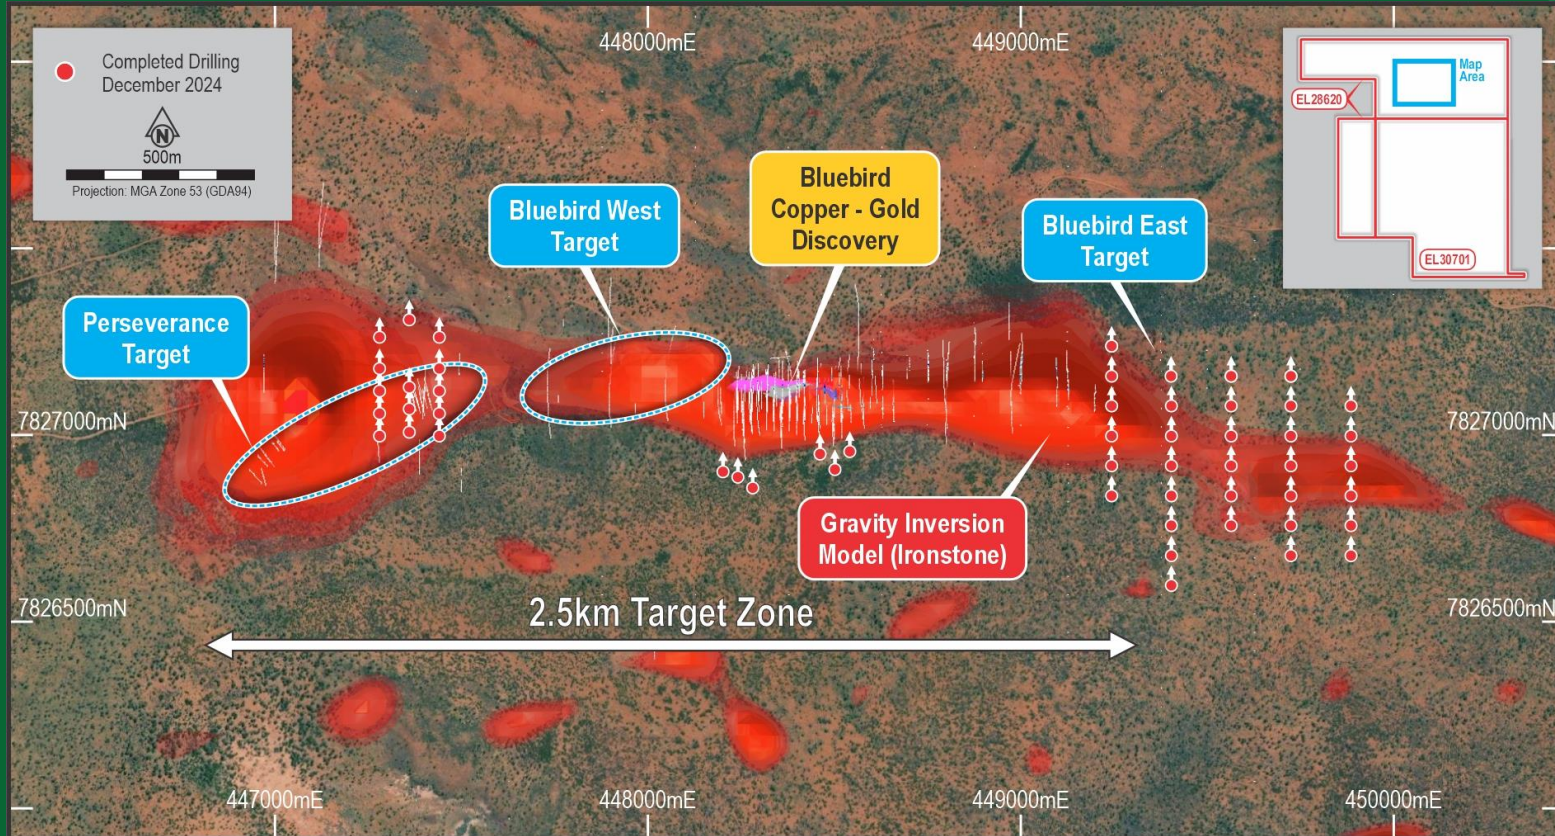 448000mE
449000mE
Completed Drilling
December 2024
N
500m
Projection: MGA Zone 53 (GDA94)
Map
Area
EL28620
EL30701
Bluebird
Copper - Gold
Discovery
Bluebird West
Target
Bluebird East
Target
Perseverance
Target
7827000mN
7827000mN
Gravity Inversion
Model (Ironstone)
7826500mN
2.5km Target Zone
7826500mN
447000mE
448000mE
449000mE
450000mE